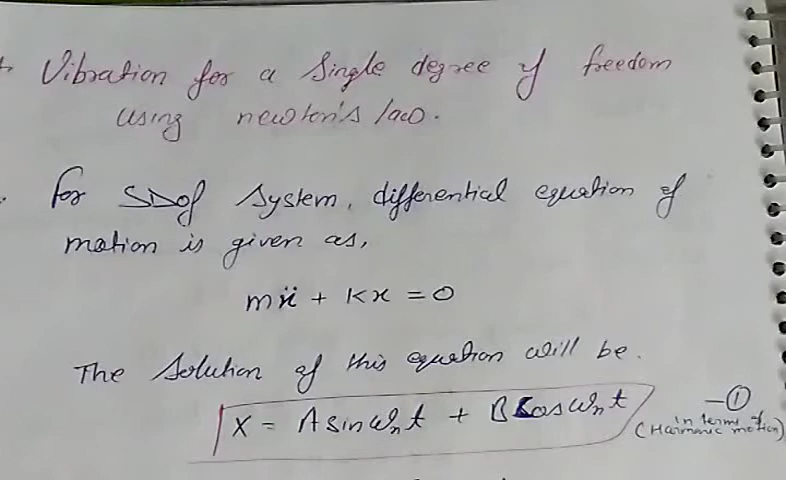 Vibration for a Single degree of freedom
using newton's law.
For SDof System, differential equation of
motion is given as,
mẍ + Kx = 0
The Solution of this equation will be.
x = A sin ωₙt + B Cos ωₙt —①
(in terms of
Harmonic motion)